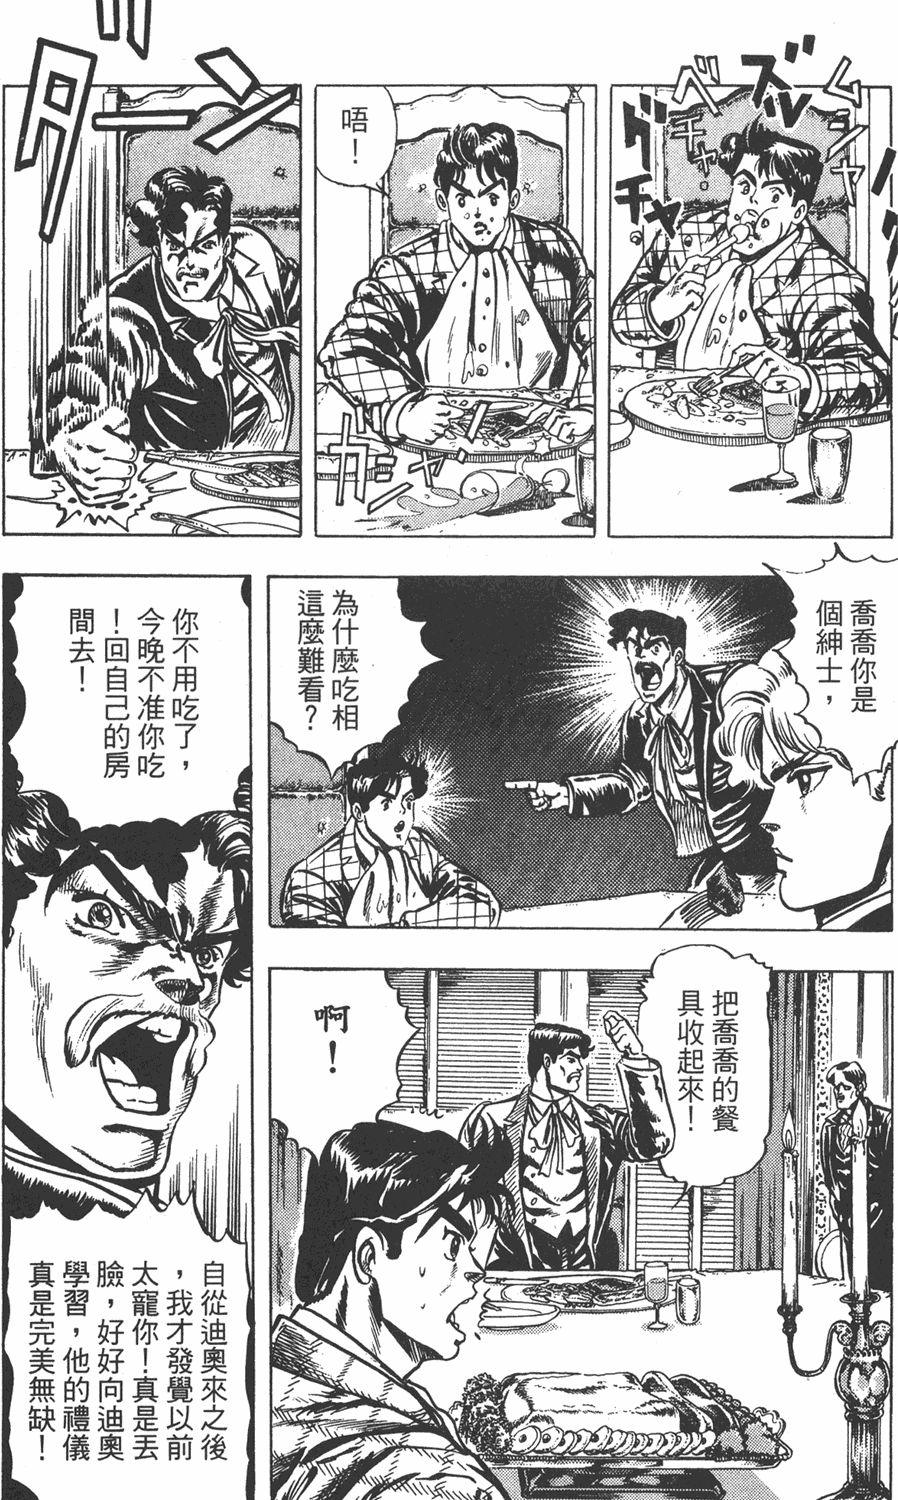 ムシャ
ズル
ペチャ
グチャ
唔！
ガシャン
ダーン
喬喬你是
個紳士，
為什麼吃相
這麼難看？
你不用吃了，
今晚不准你吃
！回自己的房
間去！
把喬喬的餐
具收起來！
啊！
自從迪奧來之後
，我才發覺以前
太寵你！真是丟
臉，好好向迪奧
學習，他的禮儀
真是完美無缺！